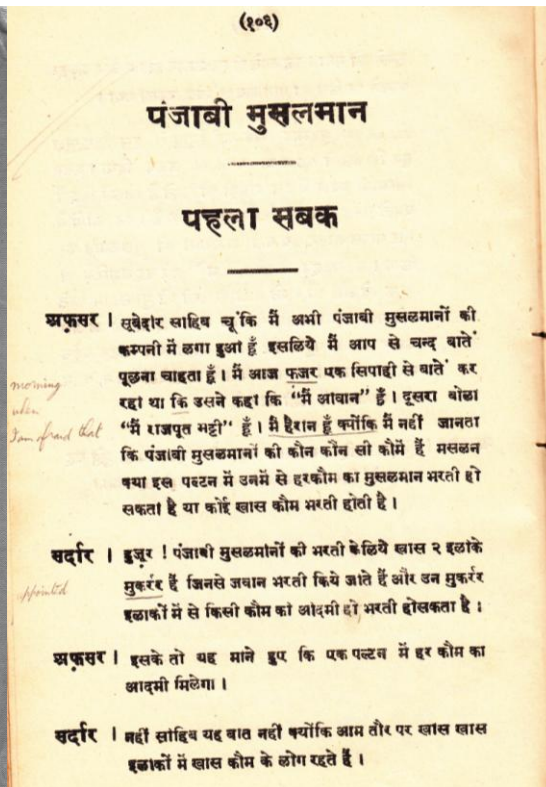 (१०६)
पंजाबी मुसलमान
पहला सबक
अफ़सर । सूबेदार साहिब चूंकि मैं अभी पंजाबी मुसलमानों की
कम्पनी में लगा हुआ हूँ इसलिये मैं आप से चन्द बातें
पूछना चाहता हूँ । मैं आज फ़जर एक सिपाही से बातें कर
morning
रहा था कि उसने कहा कि “मैं आवान” हूँ । दूसरा बोला
when
“मैं राजपूत भट्टी” हूँ । मैं हैरान हूँ क्योंकि मैं नहीं जानता
I am afraid that
कि पंजाबी मुसलमानों की कौन कौन सी कौमें हैं मसलन
क्या इस पल्टन में उनमें से हरकौम का मुसलमान भरती हो
सकता है या कोई खास कौम भरती होती है ।
सर्दार । हुजूर ! पंजाबी मुसलमानों की भरती केलिये खास २ इलाके
मुकर्रर हैं जिनसे जवान भरती किये जाते हैं और उन मुकर्रर
appointed
इलाकों में से किसी कौम का आदमी हो भरती होसकता है ।
अफ़सर । इसके तो यह माने हुए कि एक पल्टन में हर कौम का
आदमी मिलेगा ।
सर्दार । नहीं साहिब यह बात नहीं क्योंकि आम तौर पर खास खास
इलाकों में खास कौम के लोग रहते हैं ।